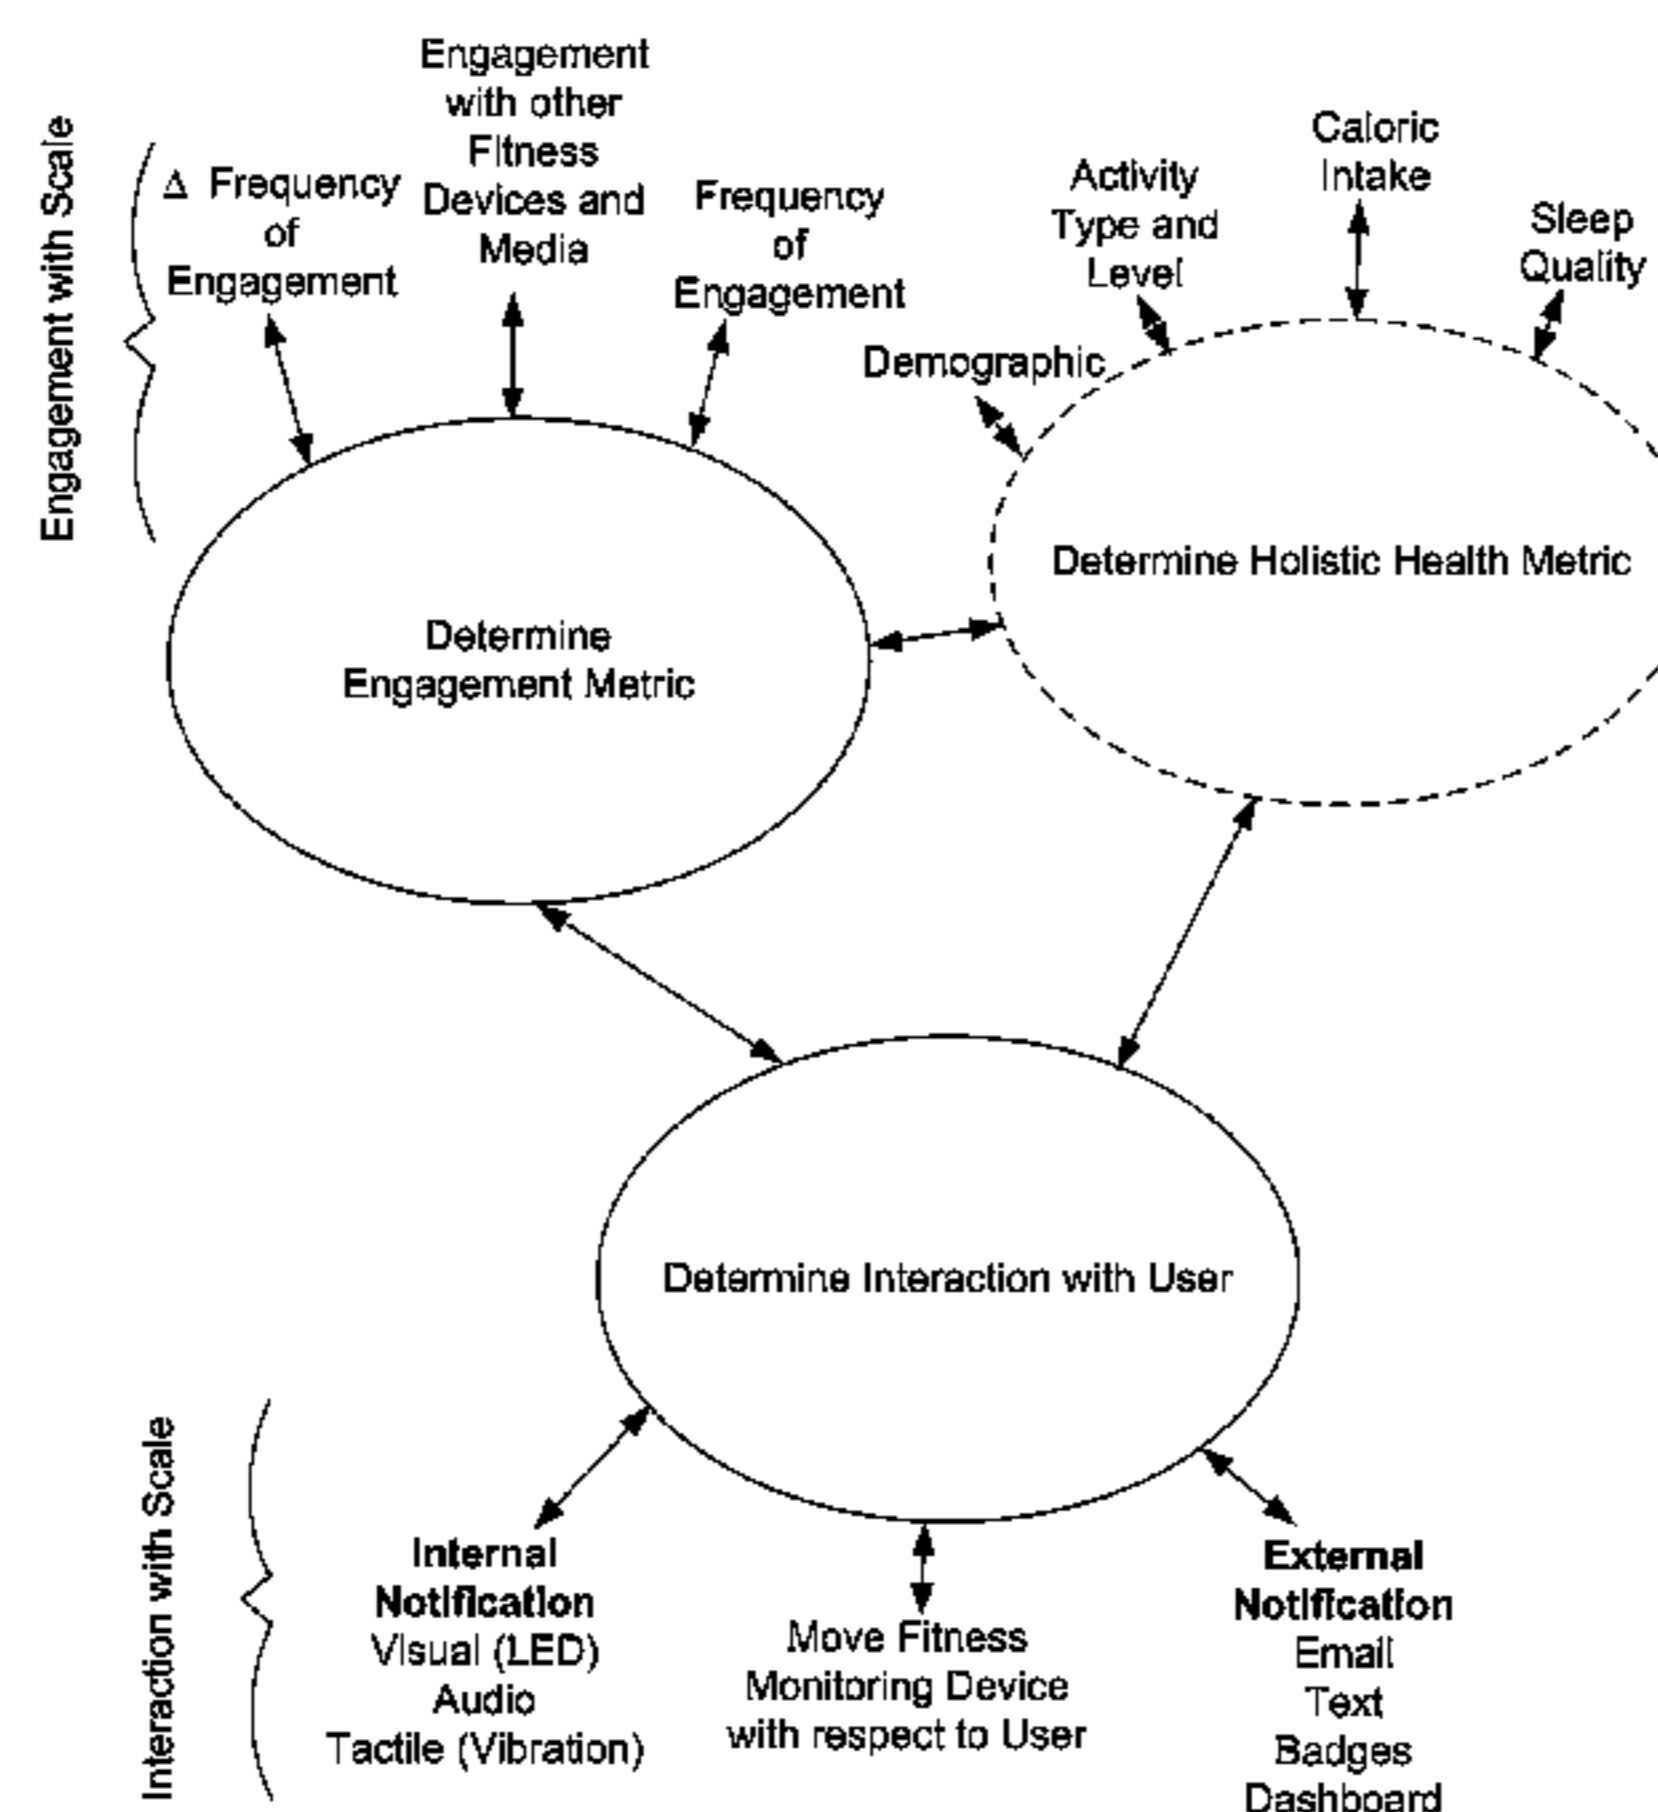 Engagement with Scale
Δ Frequency
of
Engagement
Engagement
with other
Fitness
Devices and
Media
Frequency
of
Engagement
Demographic
Activity
Type and
Level
Caloric
Intake
Sleep
Quality
Determine
Engagement Metric
Determine Holistic Health Metric
Determine Interaction with User
Interaction with Scale
Internal
Notification
Visual (LED)
Audio
Tactile (Vibration)
Move Fitness
Monitoring Device
with respect to User
External
Notification
Email
Text
Badges
Dashboard